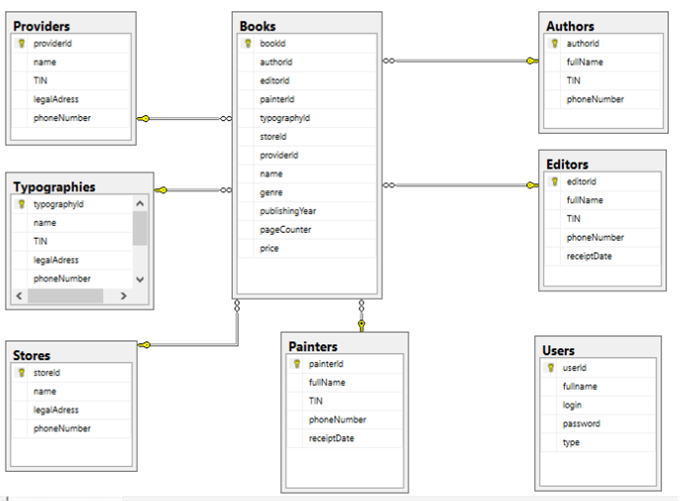 Providers
providerId
name
TIN
legalAdress
phoneNumber
Books
bookId
authorId
editorId
painterId
typographyId
storeId
providerId
name
genre
publishingYear
pageCounter
price
Authors
authorId
fullName
TIN
phoneNumber
Typographies
typographyId
name
TIN
legalAdress
phoneNumber
Editors
editorId
fullName
TIN
phoneNumber
receiptDate
Stores
storeId
name
legalAdress
phoneNumber
Painters
painterId
fullName
TIN
phoneNumber
receiptDate
Users
userId
fullname
login
password
type